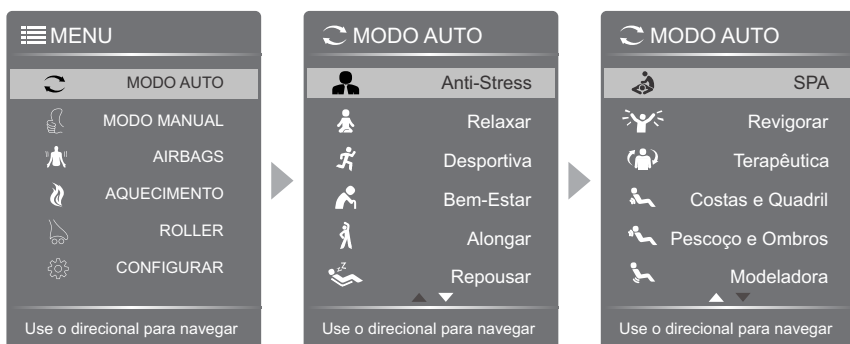 MENU
MODO AUTO
MODO MANUAL
AIRBAGS
AQUECIMENTO
ROLLER
CONFIGURAR
Use o direcional para navegar
MODO AUTO
Anti-Stress
Relaxar
Desportiva
Bem-Estar
Alongar
Repousar
Use o direcional para navegar
MODO AUTO
SPA
Revigorar
Terapêutica
Costas e Quadril
Pescoço e Ombros
Modeladora
Use o direcional para navegar